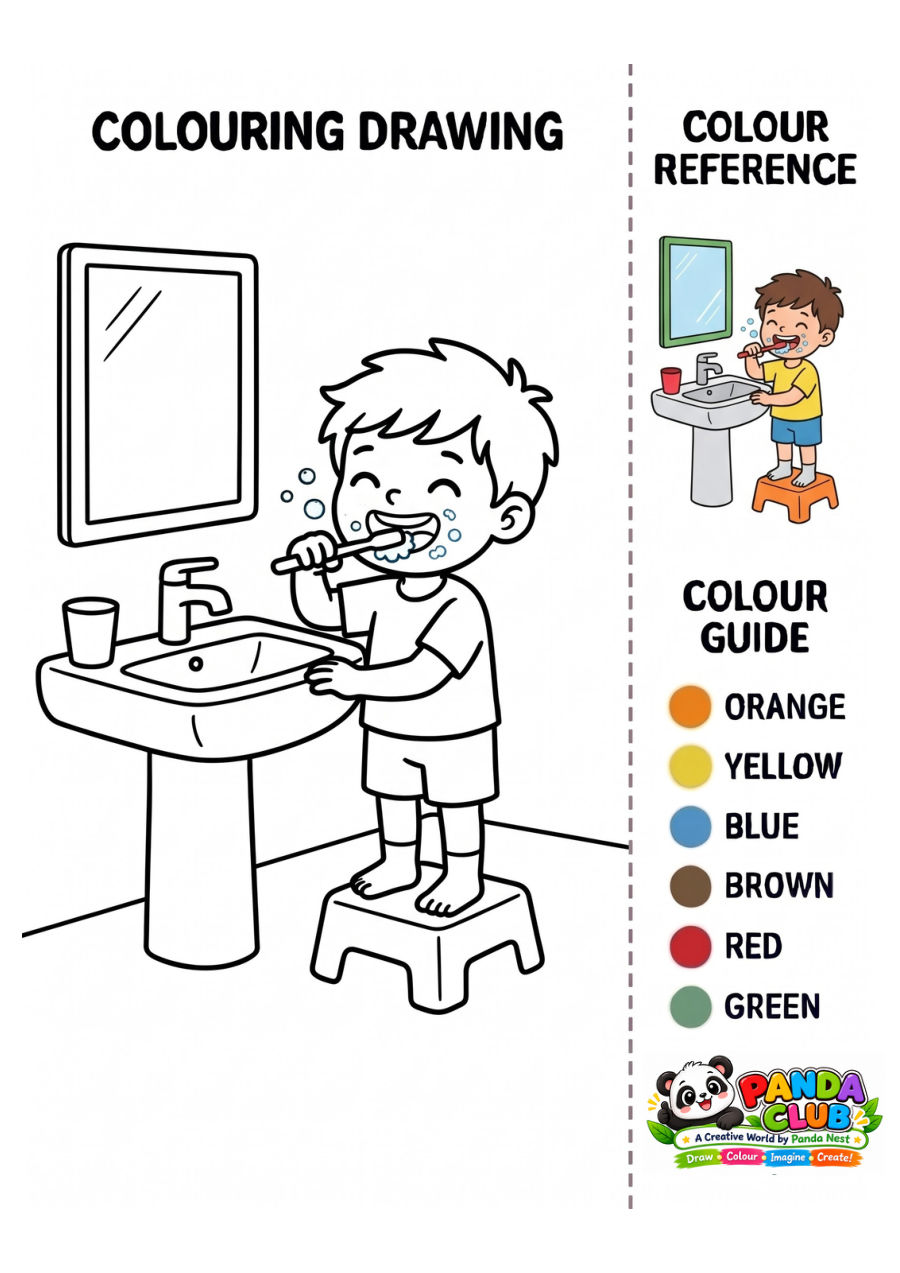 COLOURING DRAWING
COLOUR
REFERENCE
COLOUR
GUIDE
ORANGE
YELLOW
BLUE
BROWN
RED
GREEN
PANDA
CLUB
A Creative World by Panda Nest
Draw • Colour • Imagine • Create!